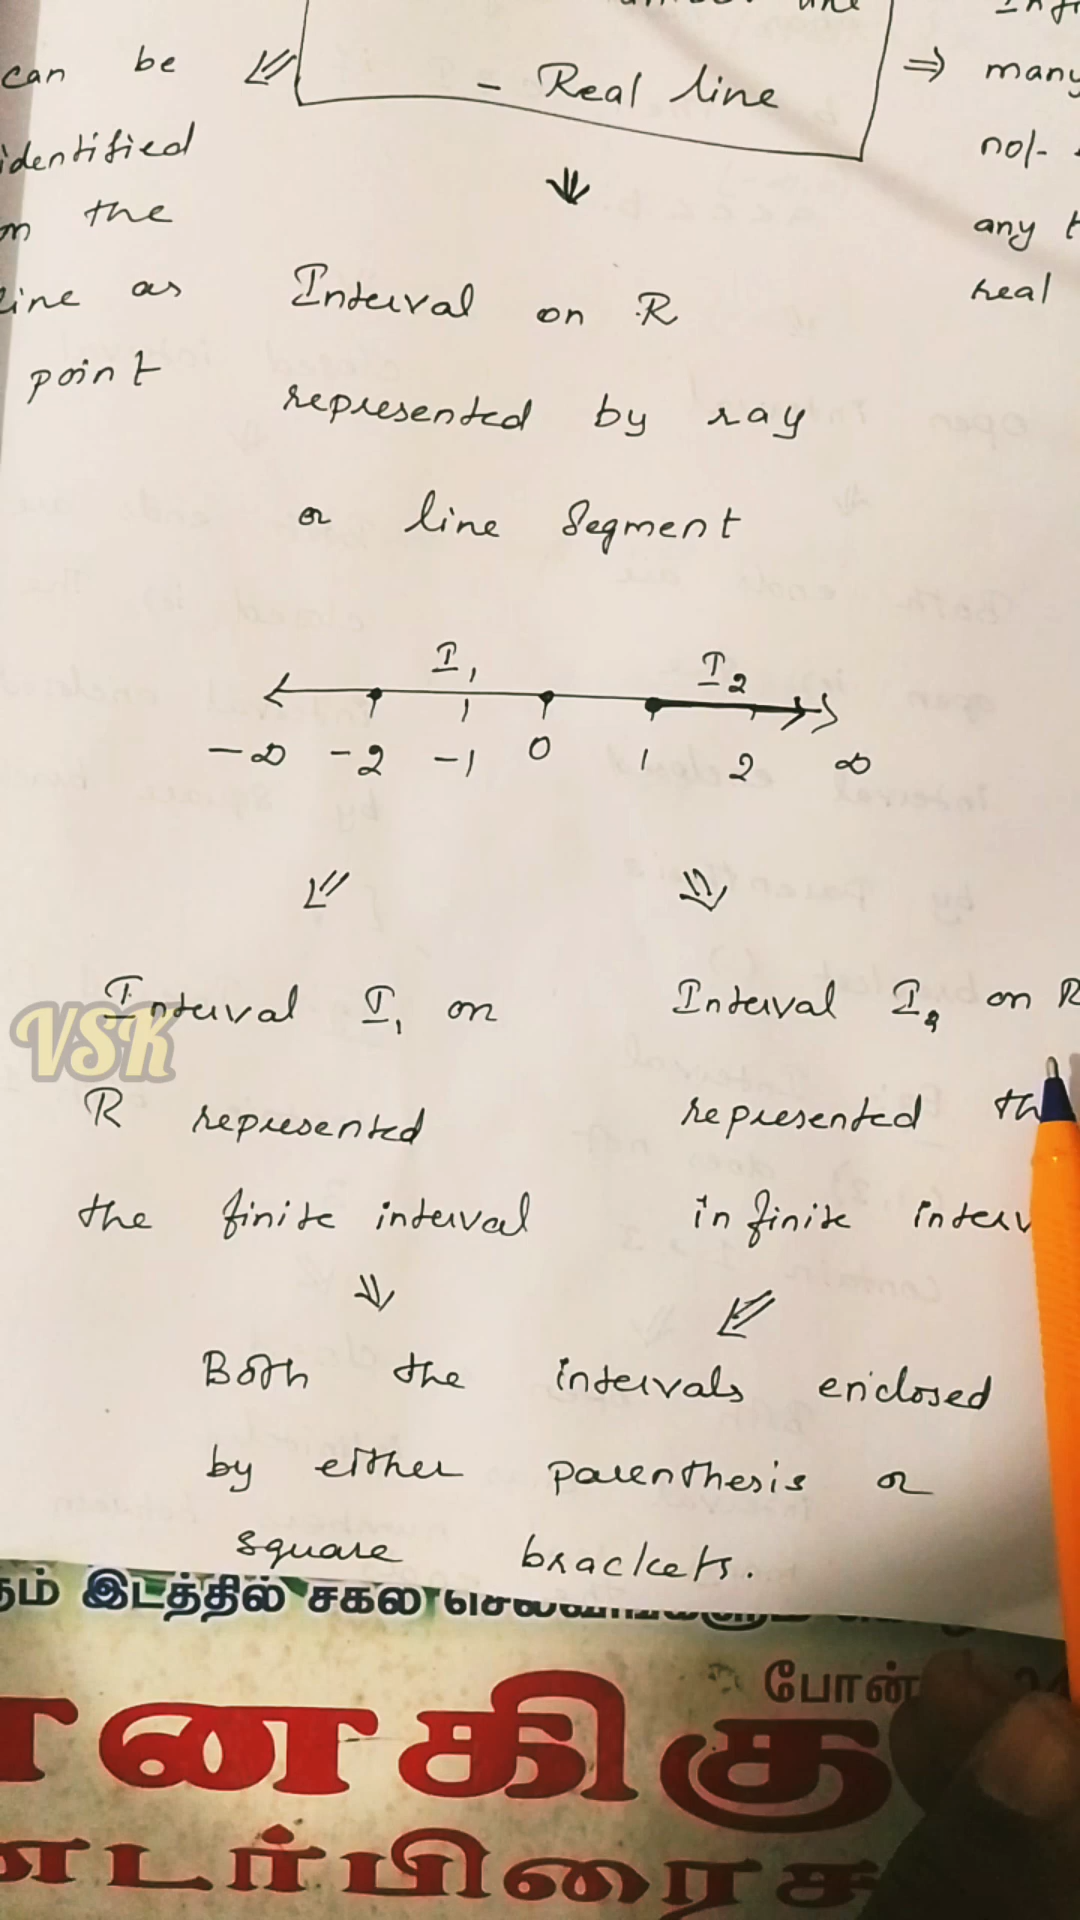 - Real line
can be
identified
the
line as
point
⇒ many
no/-
any
real
Interval on R
represented by ray
or line segment
I₁ I₂
-∞ -2 -1 0 1 2 ∞
Interval I₁ on
R represented
the finite interval
Interval I₂ on R
represented
infinite
Both the intervals enclosed
by either parenthesis or
square brackets.
VSK
இடத்தில் சகல
போன்